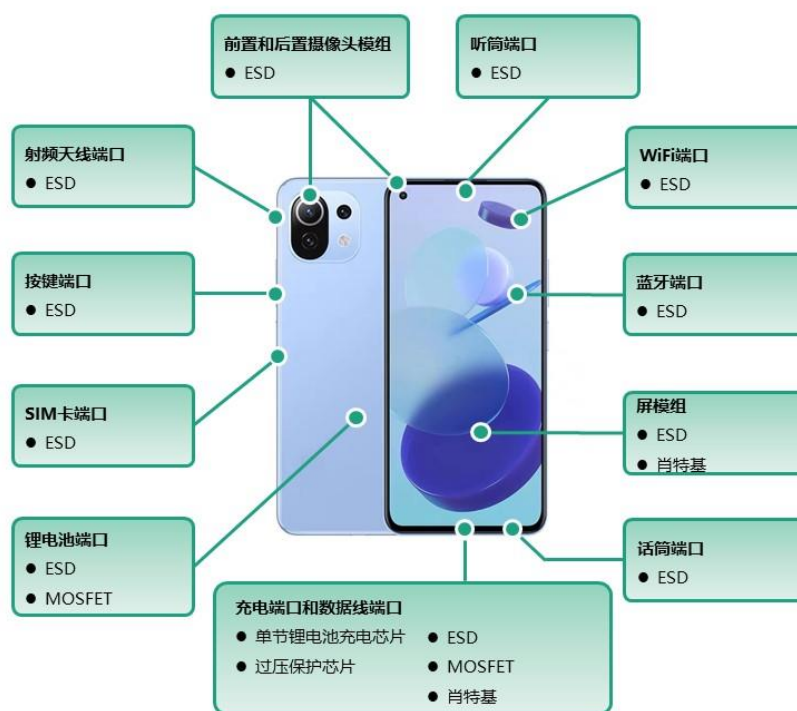 前置和后置摄像头模组
● ESD
听筒端口
● ESD
射频天线端口
● ESD
WiFi端口
● ESD
按键端口
● ESD
蓝牙端口
● ESD
SIM卡端口
● ESD
屏模组
● ESD
● 肖特基
锂电池端口
● ESD
● MOSFET
话筒端口
● ESD
充电端口和数据线端口
● 单节锂电池充电芯片
● 过压保护芯片
● ESD
● MOSFET
● 肖特基